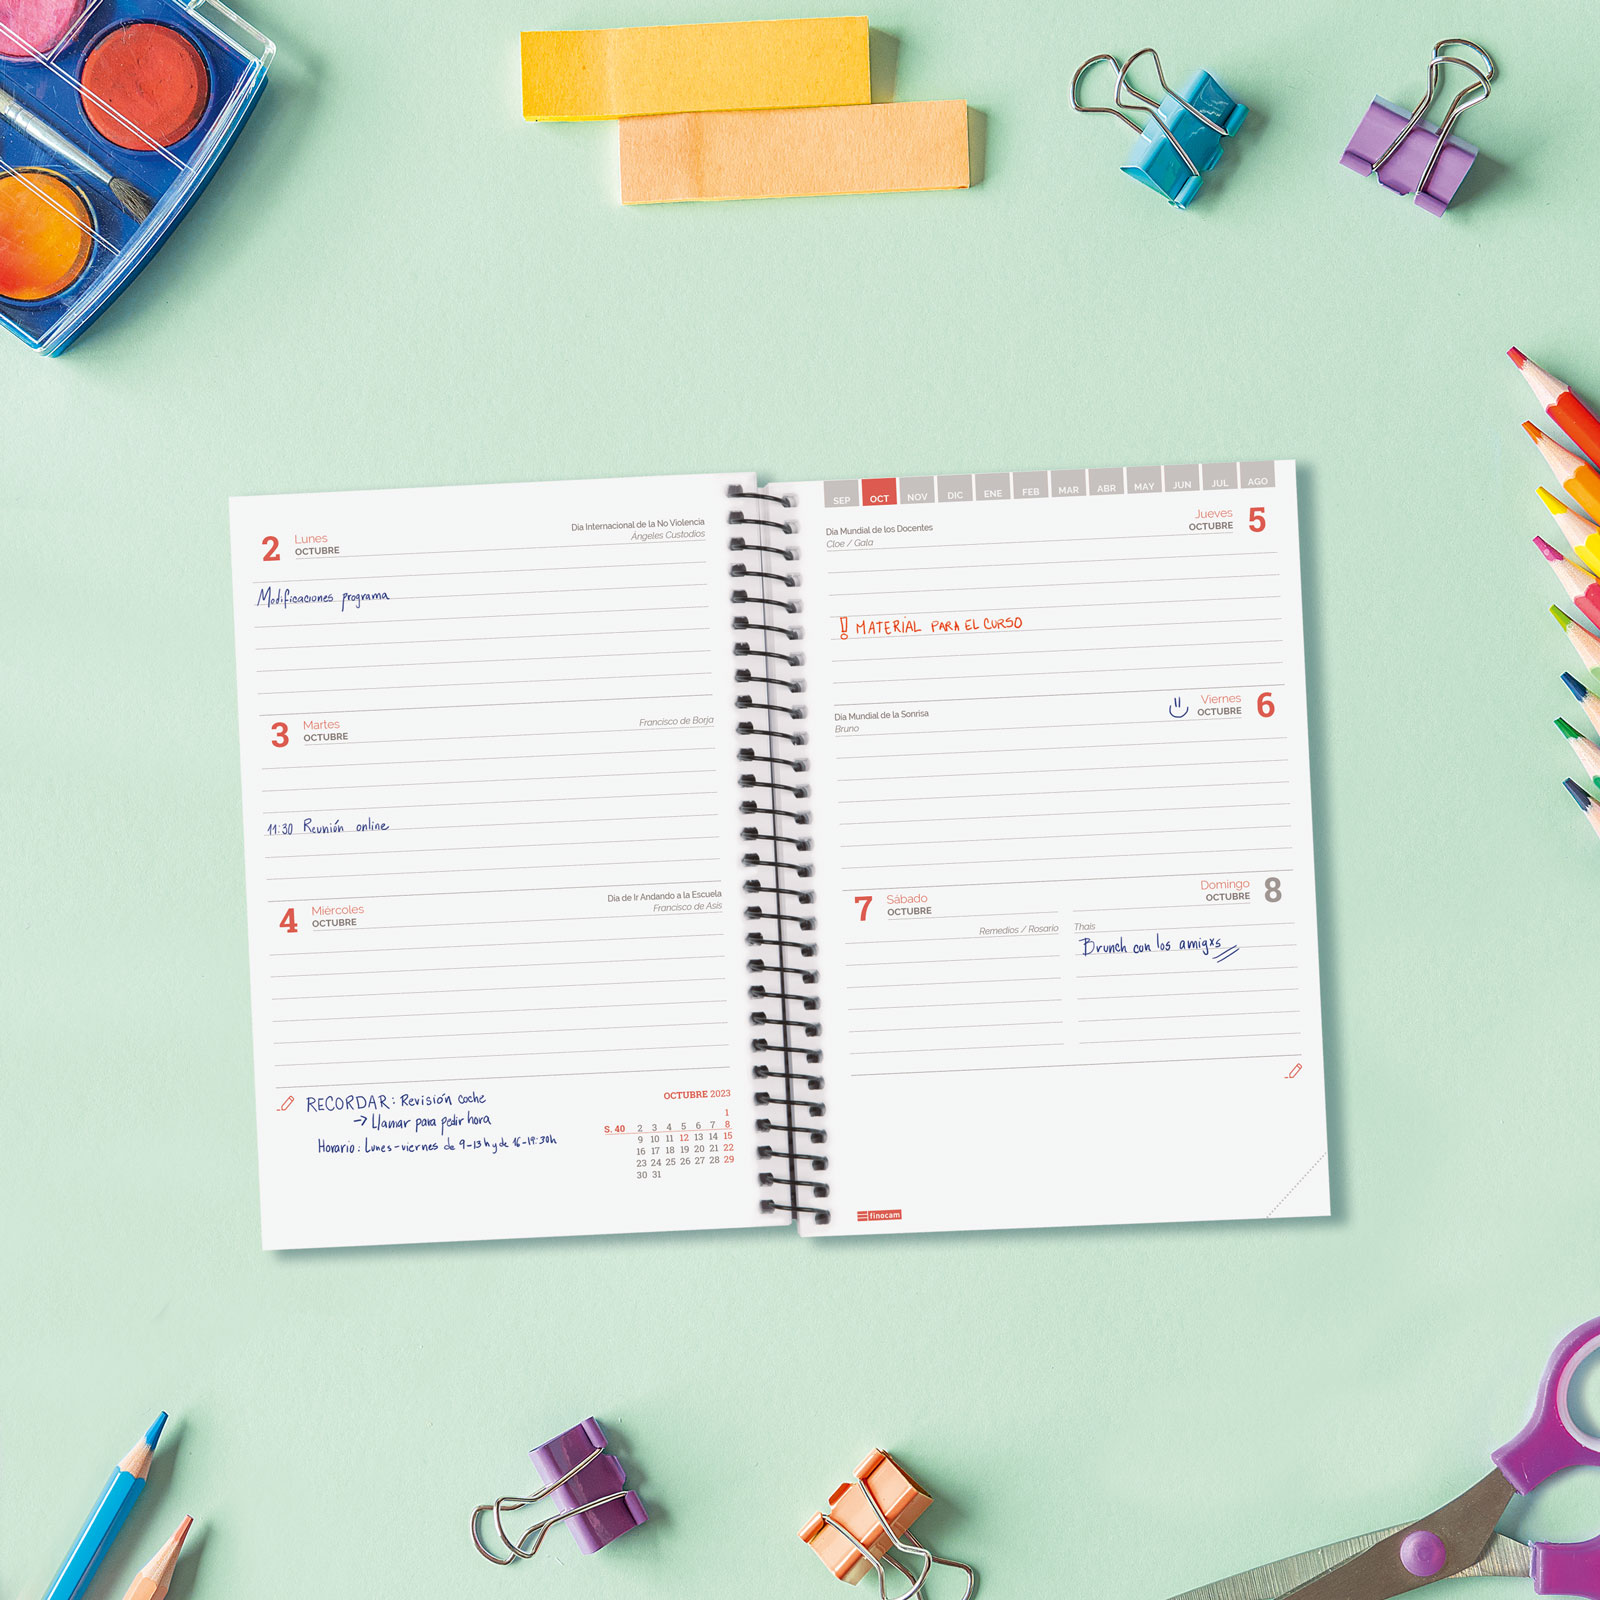 2 Lunes
OCTUBRE
Día Internacional de la No Violencia
Ángeles Custodios
Modificaciones programa
3 Martes
OCTUBRE
Francisco de Borja
11:30 Reunión online
4 Miércoles
OCTUBRE
Día de Ir Andando a la Escuela
Francisco de Asís
RECORDAR: Revisión coche
→ Llamar para pedir hora
Horario: Lunes-viernes de 9-13h y de 16-19:30h
OCTUBRE 2023
1
S. 40 2 3 4 5 6 7 8
9 10 11 12 13 14 15
16 17 18 19 20 21 22
23 24 25 26 27 28 29
30 31
SEP OCT NOV DIC ENE FEB MAR ABR MAY JUN JUL AGO
Día Mundial de los Docentes
Cloe / Gala
Jueves 5
OCTUBRE
! MATERIAL PARA EL CURSO
Día Mundial de la Sonrisa
Bruno
Viernes 6
OCTUBRE
7 Sábado
OCTUBRE
Remedios / Rosario
Domingo 8
OCTUBRE
Thais
Brunch con los amigxs
finocam